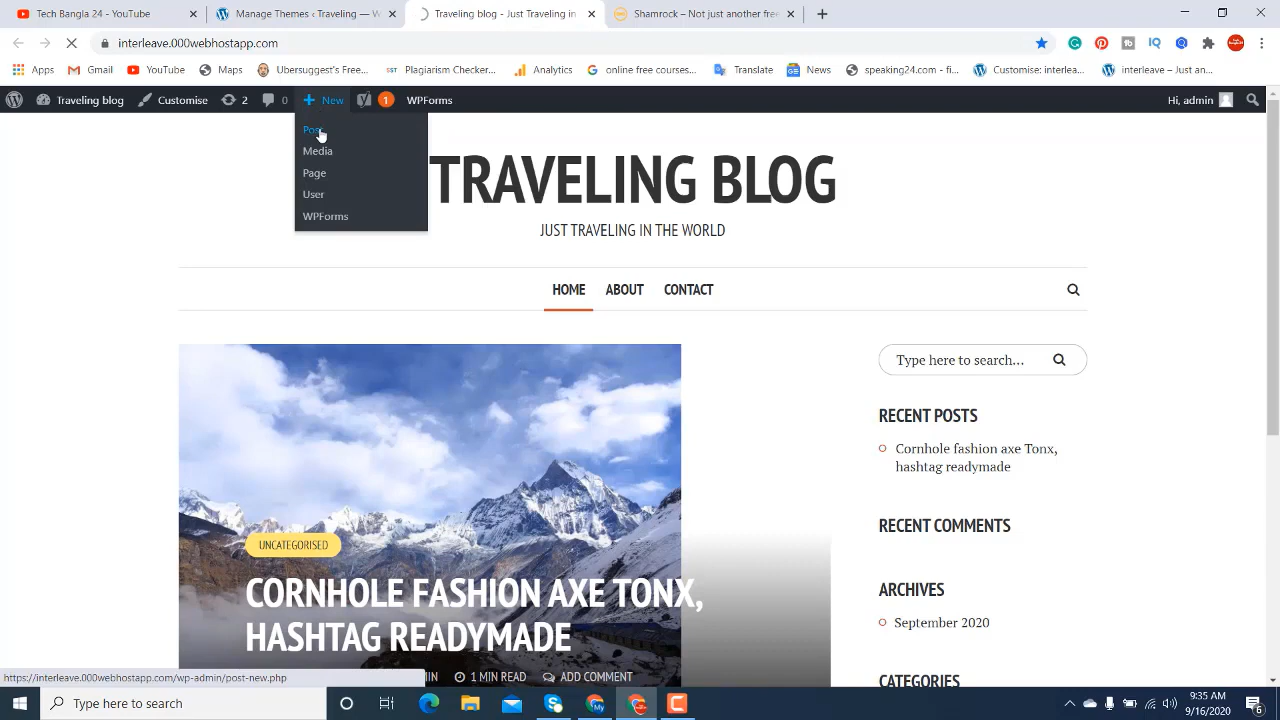 Tech Bangla 24 - YouTube
Manage Themes ‹ Traveling blog — W
Traveling blog - Just Traveling in t
Shamrock – Not just another free
interleave.000webhostapp.com
Apps
Gmail
YouTube
Maps
Ubersuggest's Fre...
SST
Plagiarism Checker...
Analytics
online free courses...
Translate
News
speaking24.com - fi...
Customise: interlea...
interleave – Just an...
Traveling blog
Customise
2
0
New
1
WPForms
Hi, admin
Post
Media
Page
User
WPForms
TRAVELING BLOG
JUST TRAVELING IN THE WORLD
HOME
ABOUT
CONTACT
Type here to search...
RECENT POSTS
Cornhole fashion axe Tonx,
hashtag readymade
RECENT COMMENTS
ARCHIVES
September 2020
CATEGORIES
UNCATEGORISED
CORNHOLE FASHION AXE TONX,
HASHTAG READYMADE
MIN
1 MIN READ
ADD COMMENT
https://interleave.000webhostapp.com/wp-admin/post-new.php
Type here to search
9:35 AM
9/16/2020
6